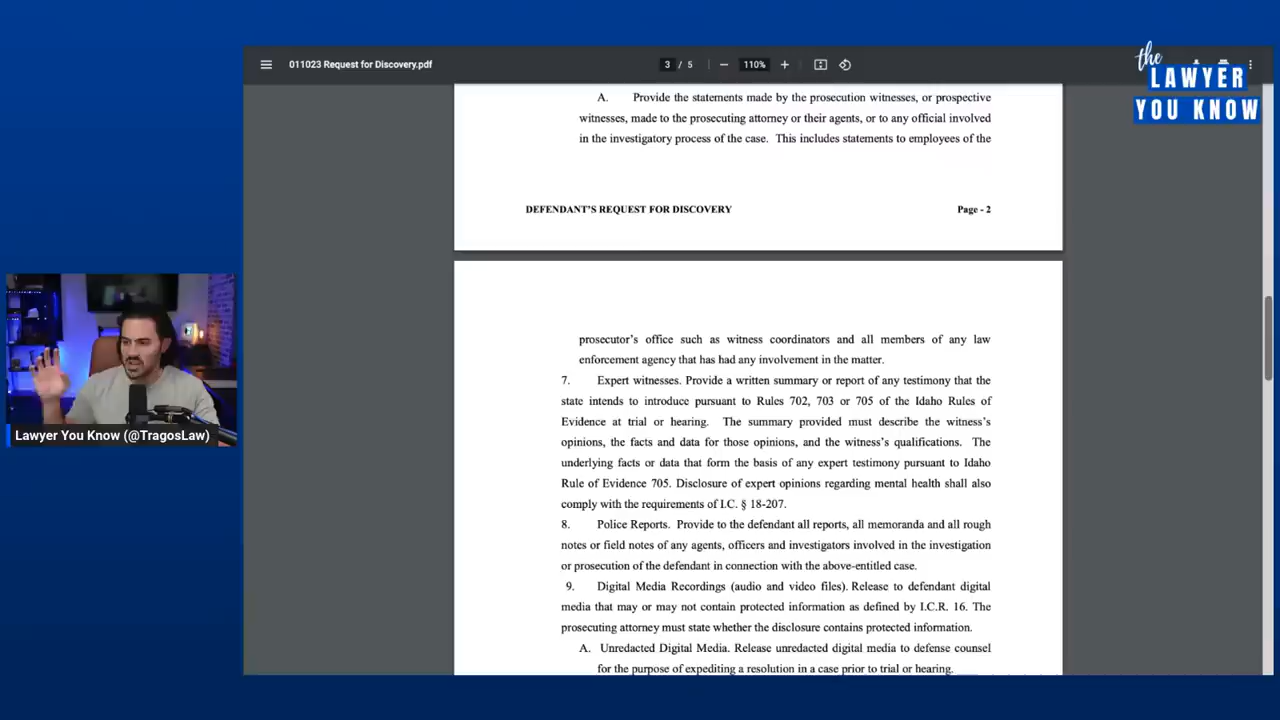 the
LAWYER
YOU KNOW
011023 Request for Discovery.pdf
3 / 5
110%
A. Provide the statements made by the prosecution witnesses, or prospective
witnesses, made to the prosecuting attorney or their agents, or to any official involved
in the investigatory process of the case. This includes statements to employees of the
DEFENDANT'S REQUEST FOR DISCOVERY Page - 2
prosecutor's office such as witness coordinators and all members of any law
enforcement agency that has had any involvement in the matter.
7. Expert witnesses. Provide a written summary or report of any testimony that the
state intends to introduce pursuant to Rules 702, 703 or 705 of the Idaho Rules of
Evidence at trial or hearing. The summary provided must describe the witness's
opinions, the facts and data for those opinions, and the witness's qualifications. The
underlying facts or data that form the basis of any expert testimony pursuant to Idaho
Rule of Evidence 705. Disclosure of expert opinions regarding mental health shall also
comply with the requirements of I.C. § 18-207.
8. Police Reports. Provide to the defendant all reports, all memoranda and all rough
notes or field notes of any agents, officers and investigators involved in the investigation
or prosecution of the defendant in connection with the above-entitled case.
9. Digital Media Recordings (audio and video files). Release to defendant digital
media that may or may not contain protected information as defined by I.C.R. 16. The
prosecuting attorney must state whether the disclosure contains protected information.
A. Unredacted Digital Media. Release unredacted digital media to defense counsel
for the purpose of expediting a resolution in a case prior to trial or hearing.
Lawyer You Know (@TragosLaw)